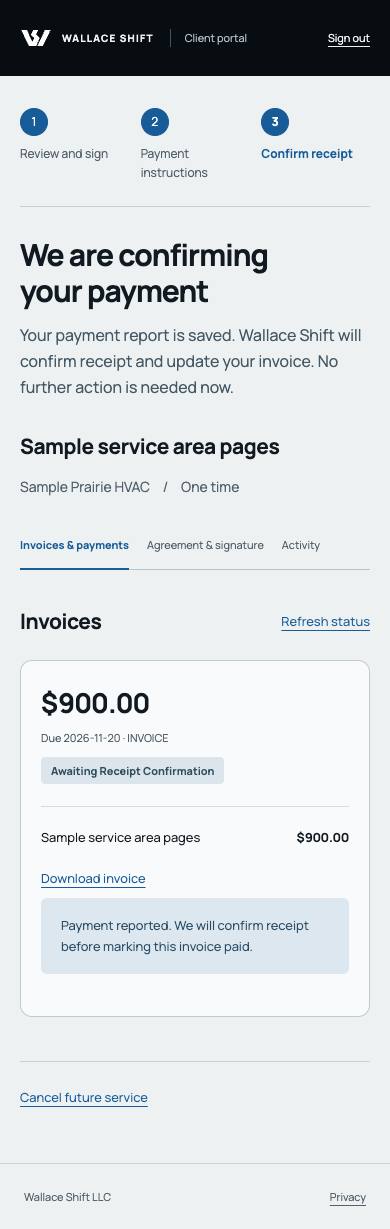 WALLACE SHIFT | Client portal Sign out
1 2 3
Review and sign Payment instructions Confirm receipt
We are confirming
your payment
Your payment report is saved. Wallace Shift will
confirm receipt and update your invoice. No
further action is needed now.
Sample service area pages
Sample Prairie HVAC / One time
Invoices & payments Agreement & signature Activity
Invoices Refresh status
$900.00
Due 2026-11-20 · INVOICE
Awaiting Receipt Confirmation
Sample service area pages $900.00
Download invoice
Payment reported. We will confirm receipt
before marking this invoice paid.
Cancel future service
Wallace Shift LLC Privacy